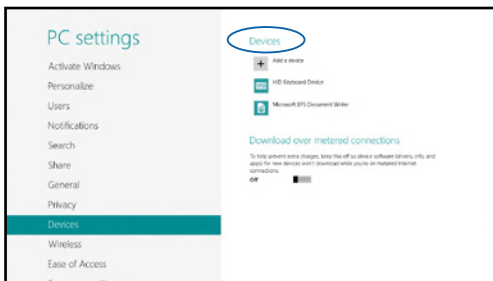 PC settings
Activate Windows
Personalize
Users
Notifications
Search
Share
General
Privacy
Devices
Wireless
Ease of Access
Devices
Add a device
HID Keyboard Device
Microsoft XPS Document Writer
Download over metered connections
To help prevent extra charges, keep this off so device software (drivers, info, and
apps) for new devices won't download while you're on metered Internet
connections.
Off